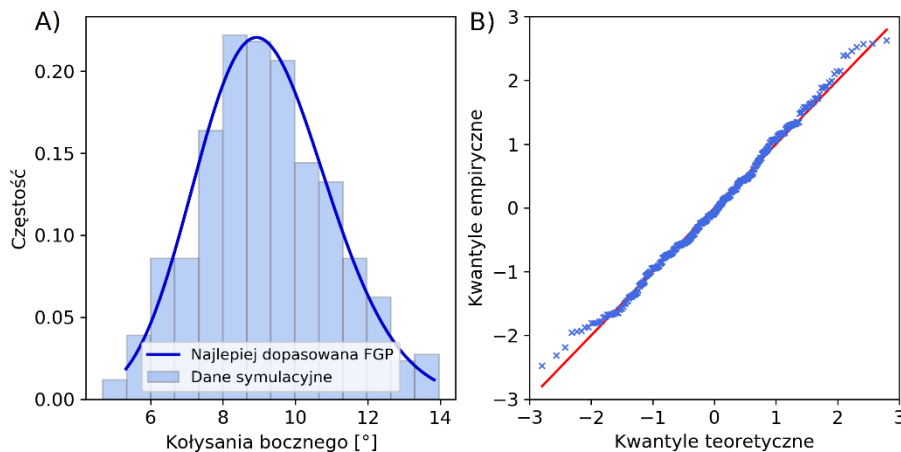 A)
0.20
0.15
0.10
0.05
0.00
Częstość
Najlepiej dopasowana FGP
Dane symulacyjne
6 8 10 12 14
Kołysania bocznego [°]
B)
3
2
1
0
−1
−2
−3
Kwantyle empiryczne
−3 −2 −1 0 1 2 3
Kwantyle teoretyczne